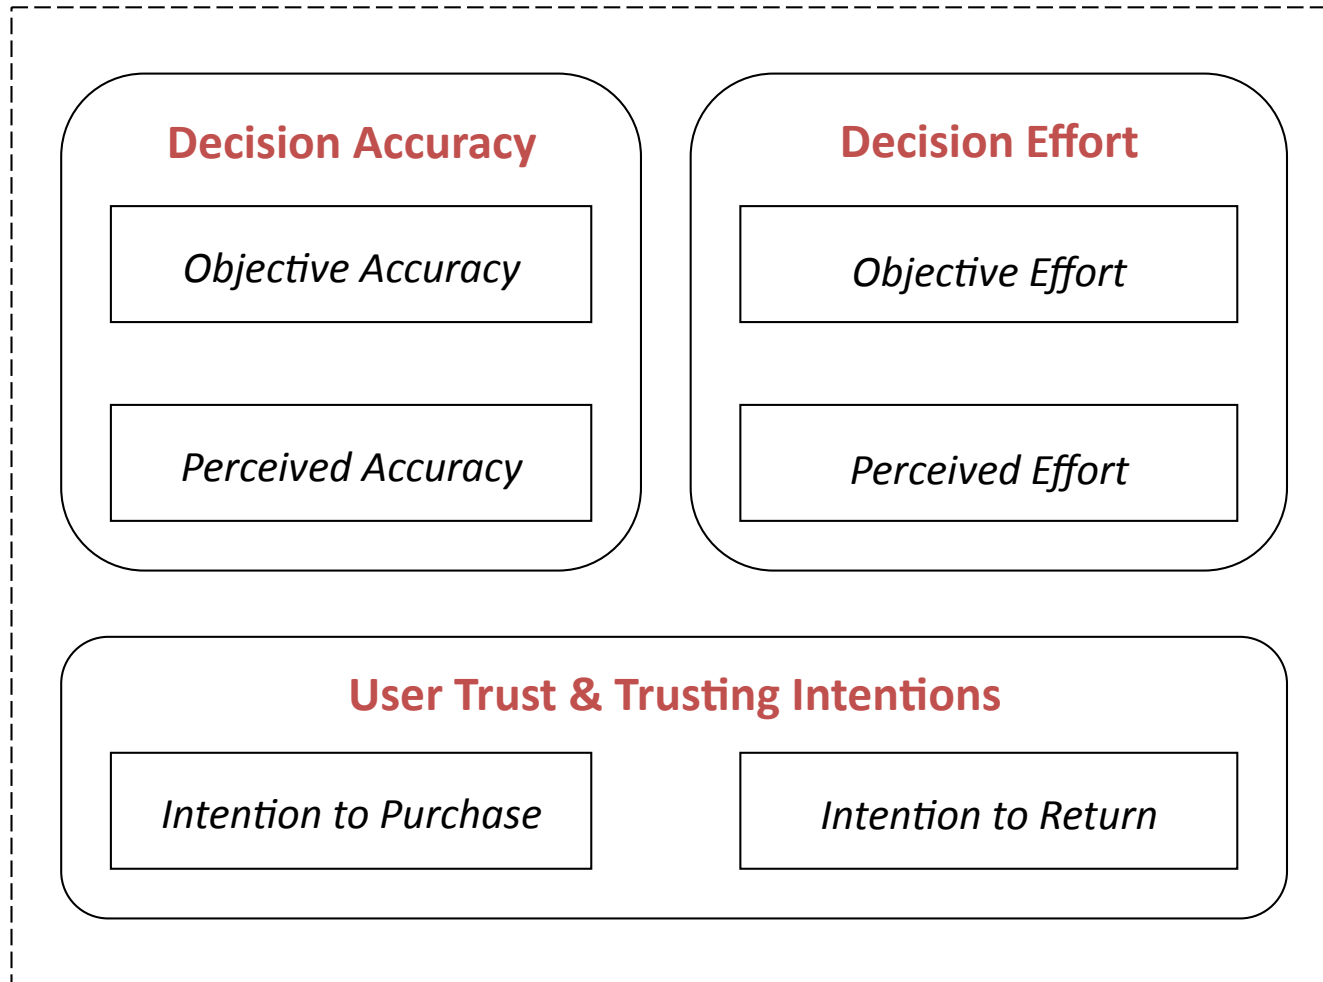 Decision Accuracy
Objective Accuracy
Perceived Accuracy
Decision Effort
Objective Effort
Perceived Effort
User Trust & Trusting Intentions
Intention to Purchase
Intention to Return